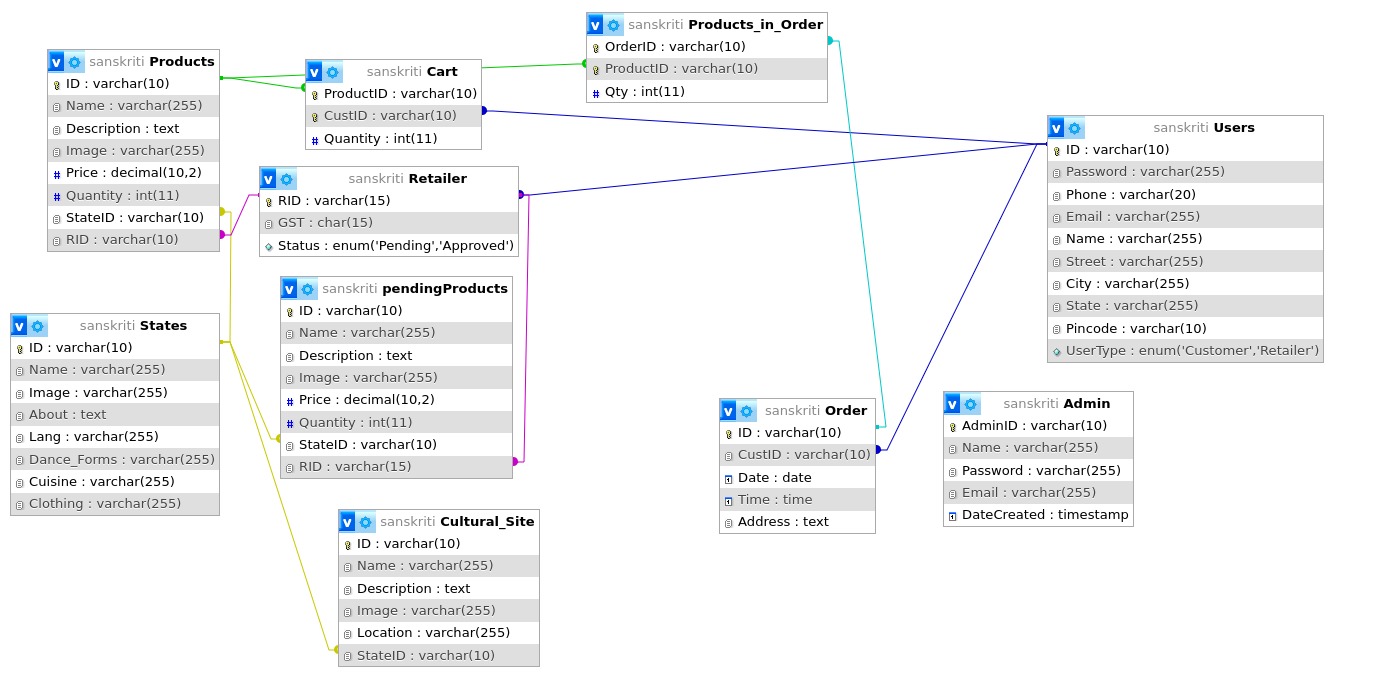 sanskriti Products
ID : varchar(10)
Name : varchar(255)
Description : text
Image : varchar(255)
Price : decimal(10,2)
Quantity : int(11)
StateID : varchar(10)
RID : varchar(10)
sanskriti Cart
ProductID : varchar(10)
CustID : varchar(10)
Quantity : int(11)
sanskriti Products_in_Order
OrderID : varchar(10)
ProductID : varchar(10)
Qty : int(11)
sanskriti Users
ID : varchar(10)
Password : varchar(255)
Phone : varchar(20)
Email : varchar(255)
Name : varchar(255)
Street : varchar(255)
City : varchar(255)
State : varchar(255)
Pincode : varchar(10)
UserType : enum('Customer','Retailer')
sanskriti Retailer
RID : varchar(15)
GST : char(15)
Status : enum('Pending','Approved')
sanskriti pendingProducts
ID : varchar(10)
Name : varchar(255)
Description : text
Image : varchar(255)
Price : decimal(10,2)
Quantity : int(11)
StateID : varchar(10)
RID : varchar(15)
sanskriti States
ID : varchar(10)
Name : varchar(255)
Image : varchar(255)
About : text
Lang : varchar(255)
Dance_Forms : varchar(255)
Cuisine : varchar(255)
Clothing : varchar(255)
sanskriti Order
ID : varchar(10)
CustID : varchar(10)
Date : date
Time : time
Address : text
sanskriti Admin
AdminID : varchar(10)
Name : varchar(255)
Password : varchar(255)
Email : varchar(255)
DateCreated : timestamp
sanskriti Cultural_Site
ID : varchar(10)
Name : varchar(255)
Description : text
Image : varchar(255)
Location : varchar(255)
StateID : varchar(10)